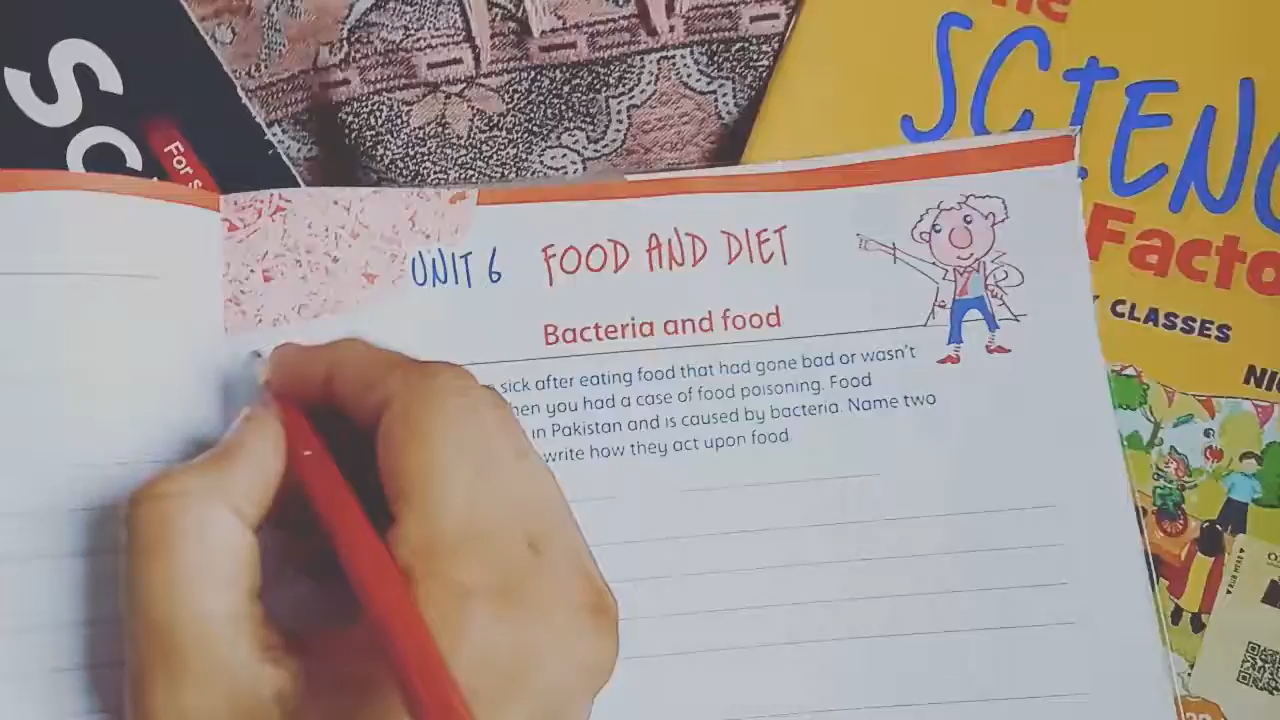 SC
For s
SCIENC
Facto
CLASSES
NI
UNIT 6 FOOD AND DIET
Bacteria and food
sick after eating food that had gone bad or wasn't
hen you had a case of food poisoning. Food
in Pakistan and is caused by bacteria. Name two
write how they act upon food.